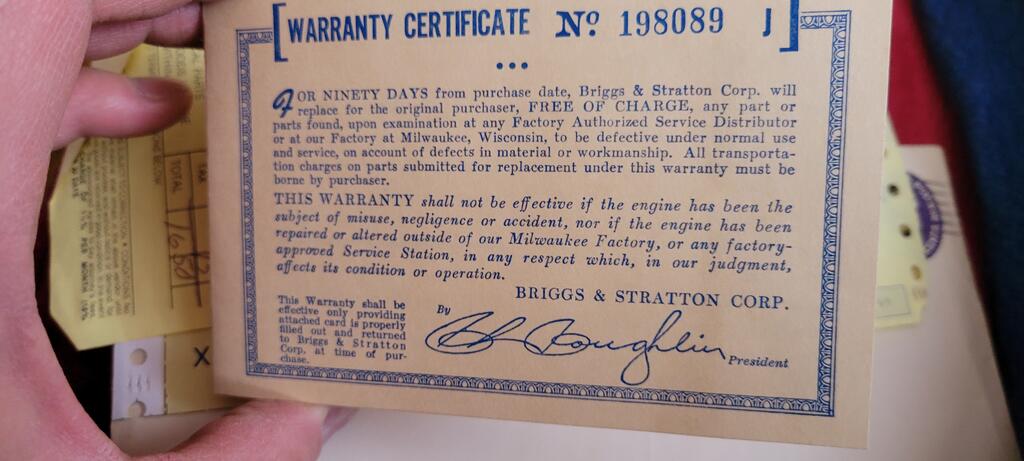 WARRANTY CERTIFICATE Nº 198089 J
FOR NINETY DAYS from purchase date, Briggs & Stratton Corp. will
replace for the original purchaser, FREE OF CHARGE, any part or
parts found, upon examination at any Factory Authorized Service Distributor
or at our Factory at Milwaukee, Wisconsin, to be defective under normal use
and service, on account of defects in material or workmanship. All transporta-
tion charges on parts submitted for replacement under this warranty must be
borne by purchaser.
THIS WARRANTY shall not be effective if the engine has been the
subject of misuse, negligence or accident, nor if the engine has been
repaired or altered outside of our Milwaukee Factory, or any factory-
approved Service Station, in any respect which, in our judgment,
affects its condition or operation.
BRIGGS & STRATTON CORP.
This Warranty shall be
effective only providing
attached card is properly
filled out and returned
to Briggs & Stratton
Corp. at time of pur-
chase.
By
Coughlin
President
TAX
TOTAL
X